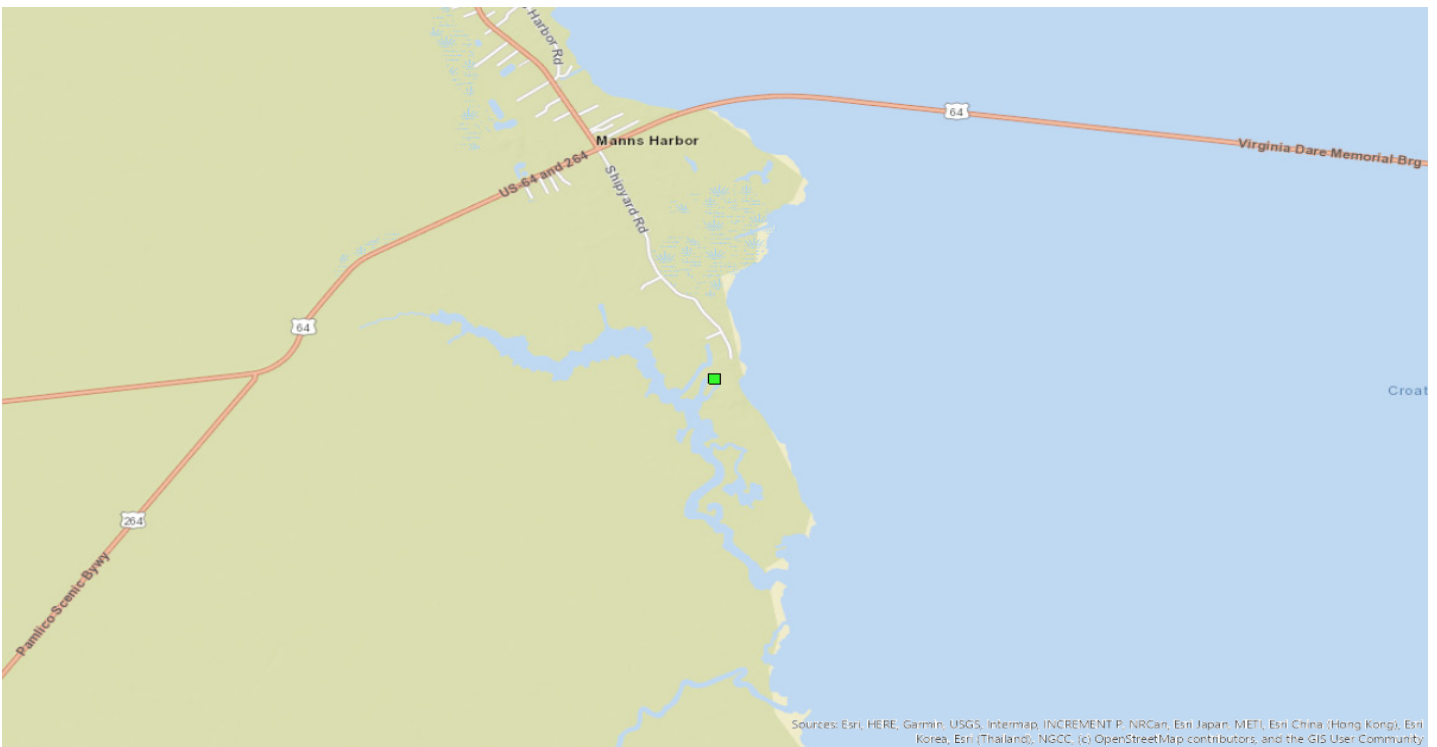 Harbor Rd
64
Manns Harbor
Virginia Dare Memorial Brg
US-64 and 264
Shipyard Rd
64
Croat
264
Pamlico Scenic Bywy
Sources: Esri, HERE, Garmin, USGS, Intermap, INCREMENT P, NRCan, Esri Japan, METI, Esri China (Hong Kong), Esri
Korea, Esri (Thailand), NGCC, (c) OpenStreetMap contributors, and the GIS User Community